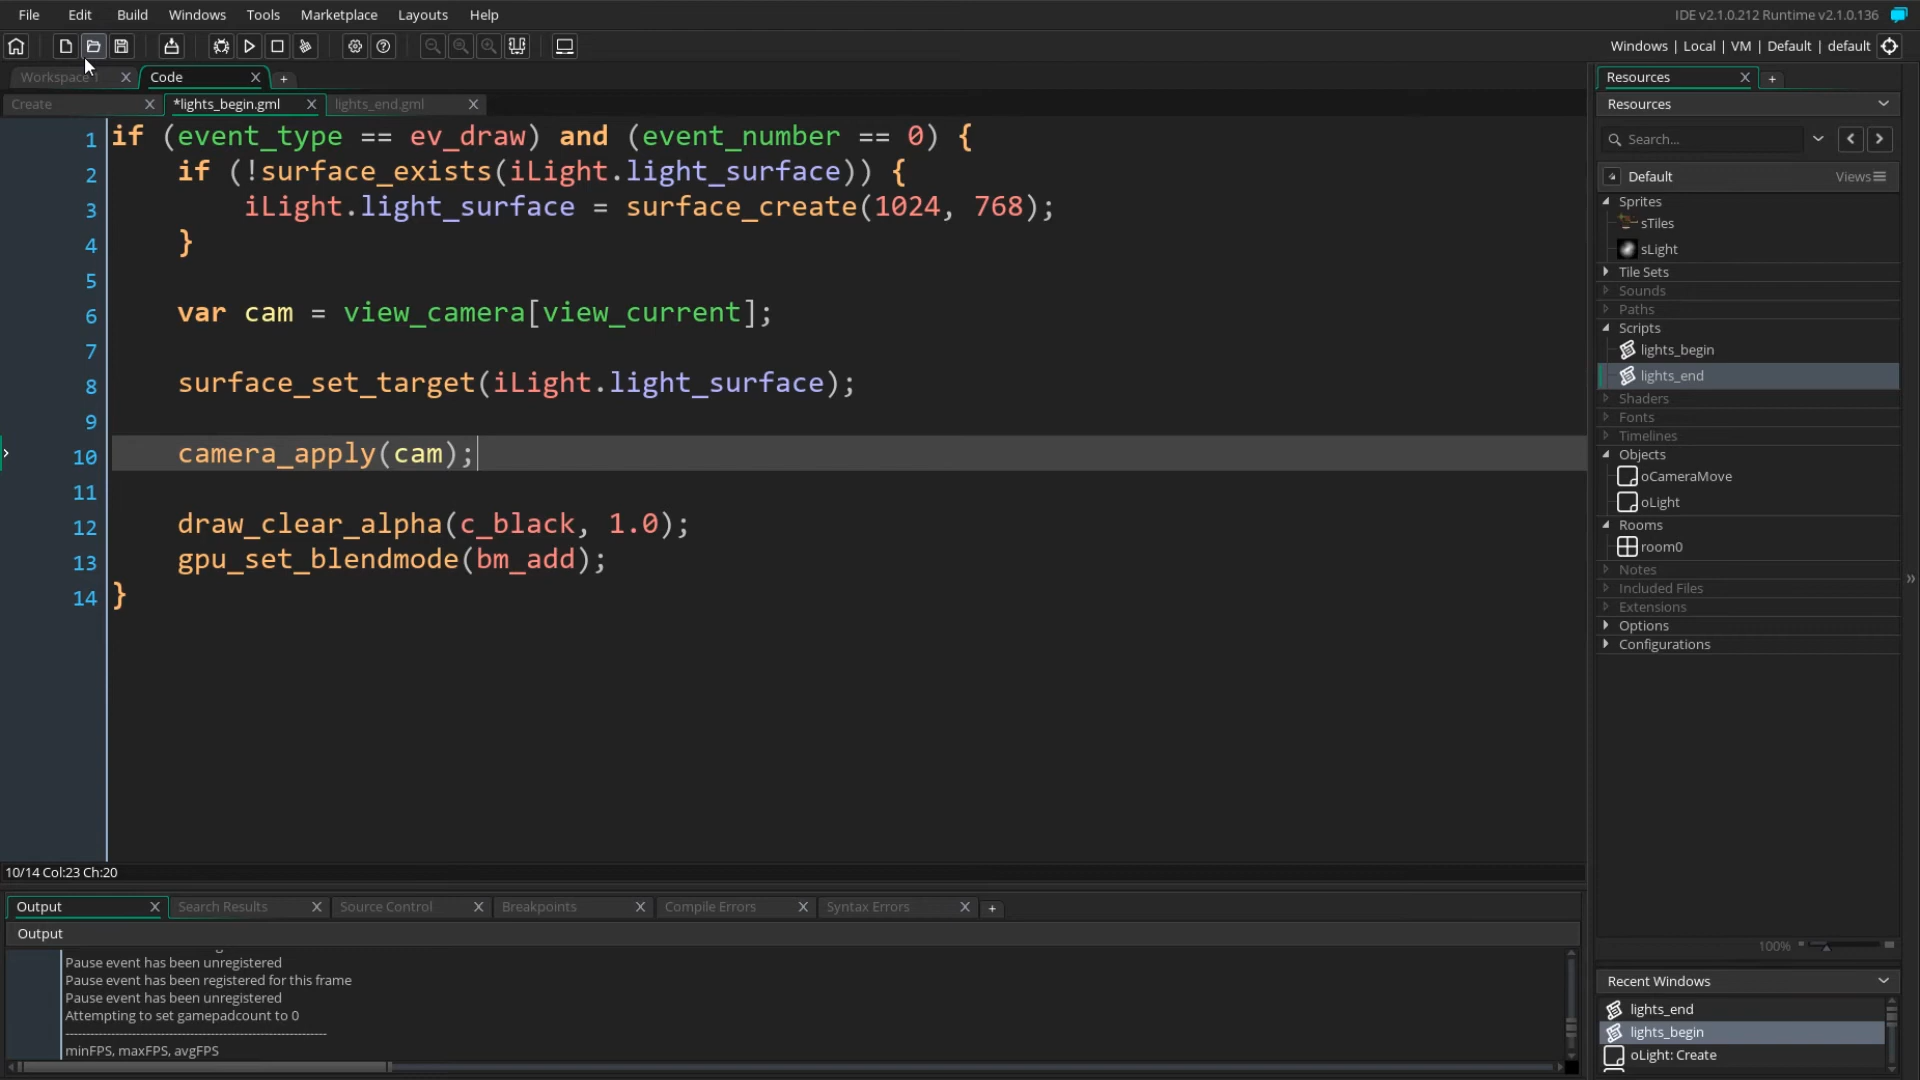 File Edit Build Windows Tools Marketplace Layouts Help
IDE v2.1.0.212 Runtime v2.1.0.136
Windows | Local | VM | Default | default
Workspace 1
Code
Create
*lights_begin.gml
lights_end.gml
1 if (event_type == ev_draw) and (event_number == 0) {
2 if (!surface_exists(iLight.light_surface)) {
3 iLight.light_surface = surface_create(1024, 768);
4 }
5
6 var cam = view_camera[view_current];
7
8 surface_set_target(iLight.light_surface);
9
10 camera_apply(cam);
11
12 draw_clear_alpha(c_black, 1.0);
13 gpu_set_blendmode(bm_add);
14 }
10/14 Col:23 Ch:20
Output
Search Results
Source Control
Breakpoints
Compile Errors
Syntax Errors
Output
Pause event has been unregistered
Pause event has been registered for this frame
Pause event has been unregistered
Attempting to set gamepadcount to 0
----------------------------------------------------------------
minFPS, maxFPS, avgFPS
Resources
Resources
Search...
Default
Views
Sprites
sTiles
sLight
Tile Sets
Sounds
Paths
Scripts
lights_begin
lights_end
Shaders
Fonts
Timelines
Objects
oCameraMove
oLight
Rooms
room0
Notes
Included Files
Extensions
Options
Configurations
100%
Recent Windows
lights_end
lights_begin
oLight: Create